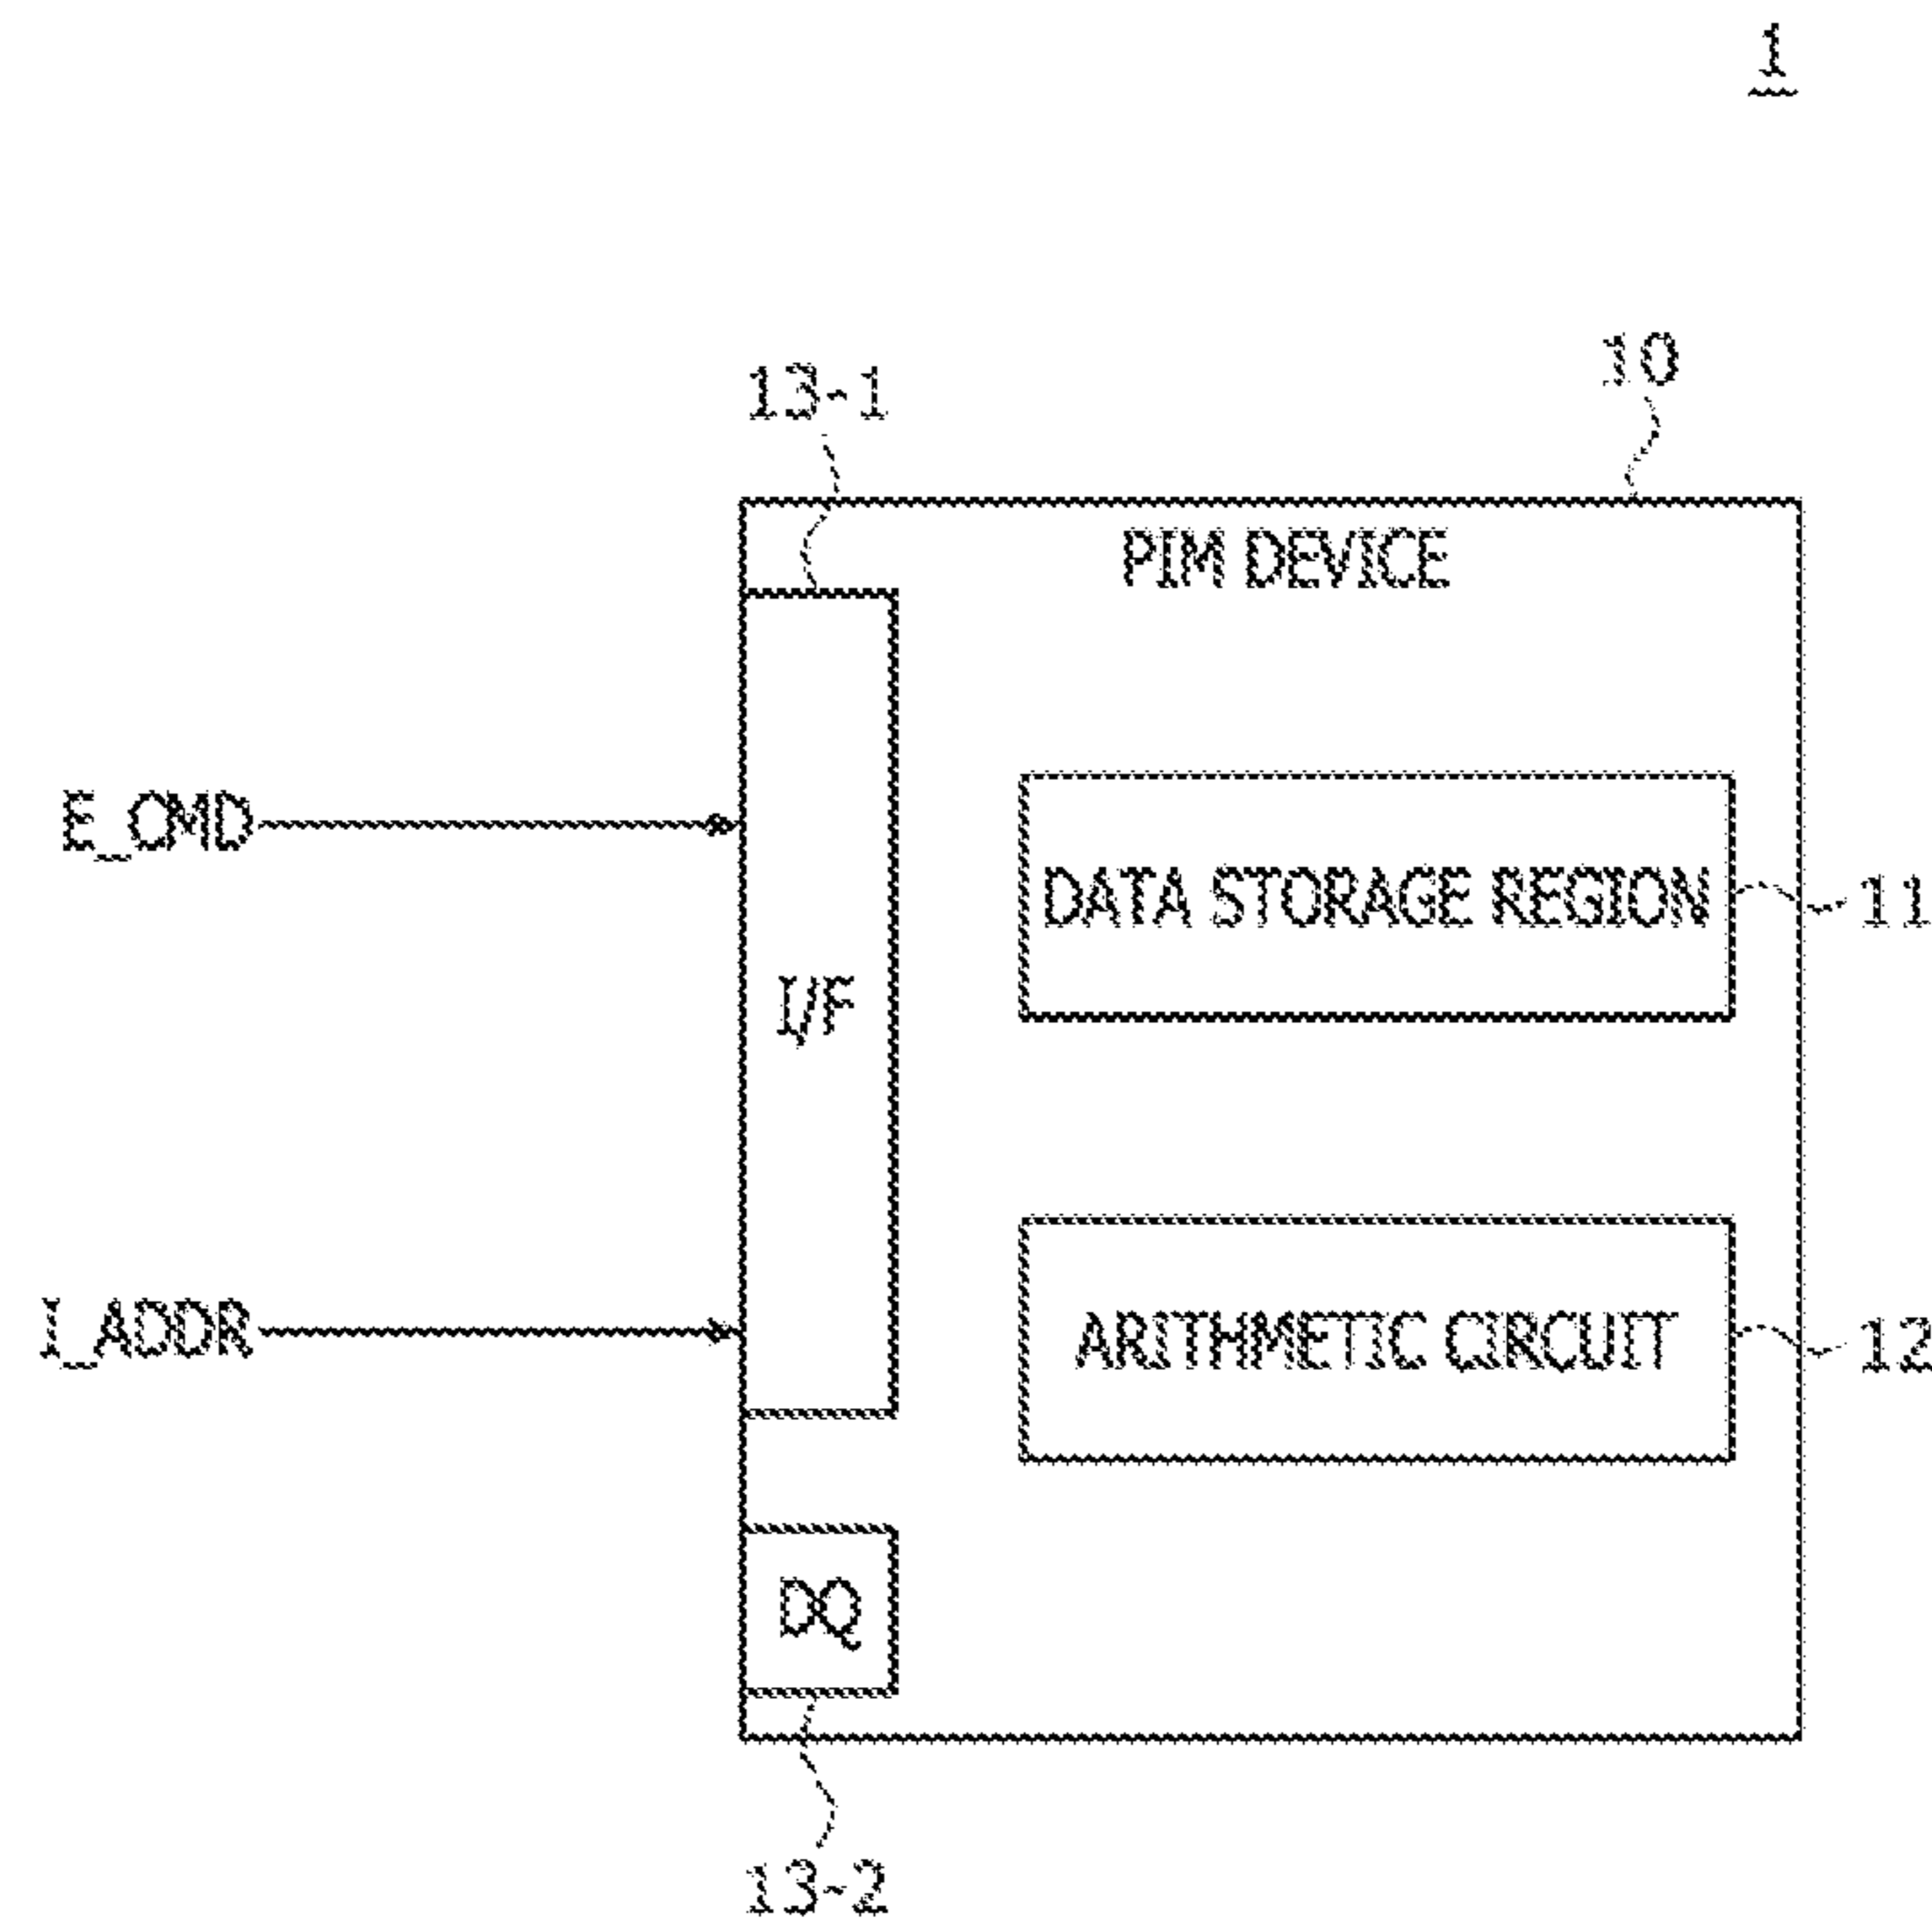 1
10
13-1
PIM DEVICE
E_CMD
DATA STORAGE REGION
11
I/F
I_ADDR
ARITHMETIC CIRCUIT
12
DQ
13-2